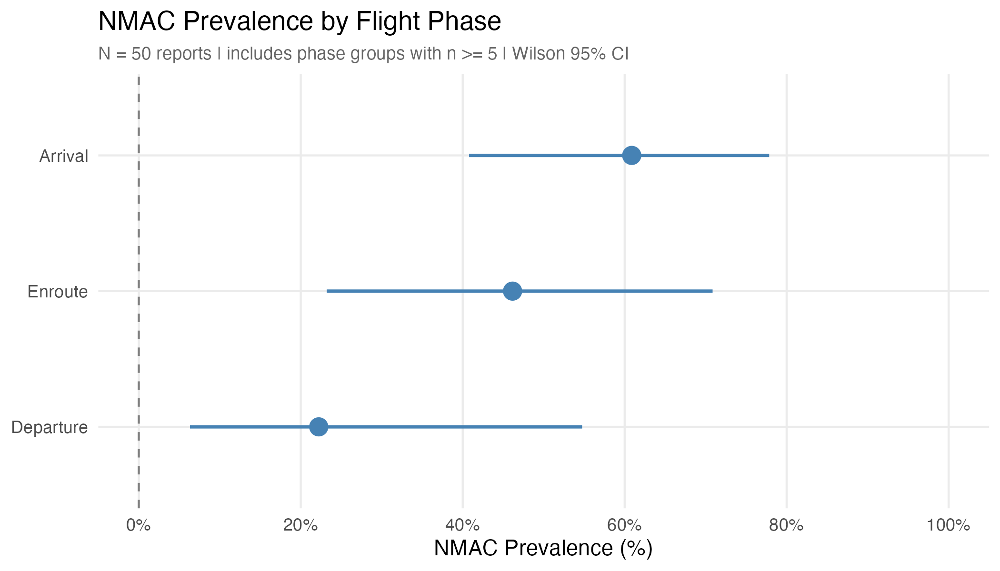 NMAC Prevalence by Flight Phase
N = 50 reports | includes phase groups with n >= 5 | Wilson 95% CI
Arrival
Enroute
Departure
0% 20% 40% 60% 80% 100%
NMAC Prevalence (%)